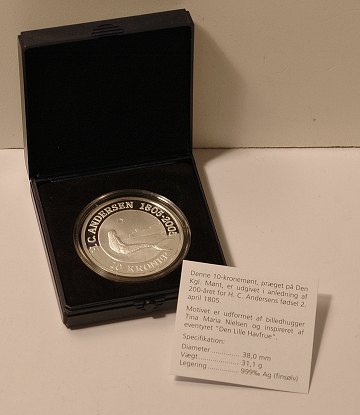 H.C. ANDERSEN 1805-2005
10 KRONER
Denne 10-kronermønt, præget på Den
Kgl. Mønt, er udgivet i anledning af
200-året for H. C. Andersens fødsel 2.
april 1805.
Motivet er udformet af billedhugger
Tina Maria Nielsen og inspireret af
eventyret "Den Lille Havfrue".
Specifikation:
Diameter .............. 38,0 mm
Vægt ..................... 31,1 g
Legering .......... 999‰ Ag (finsølv)